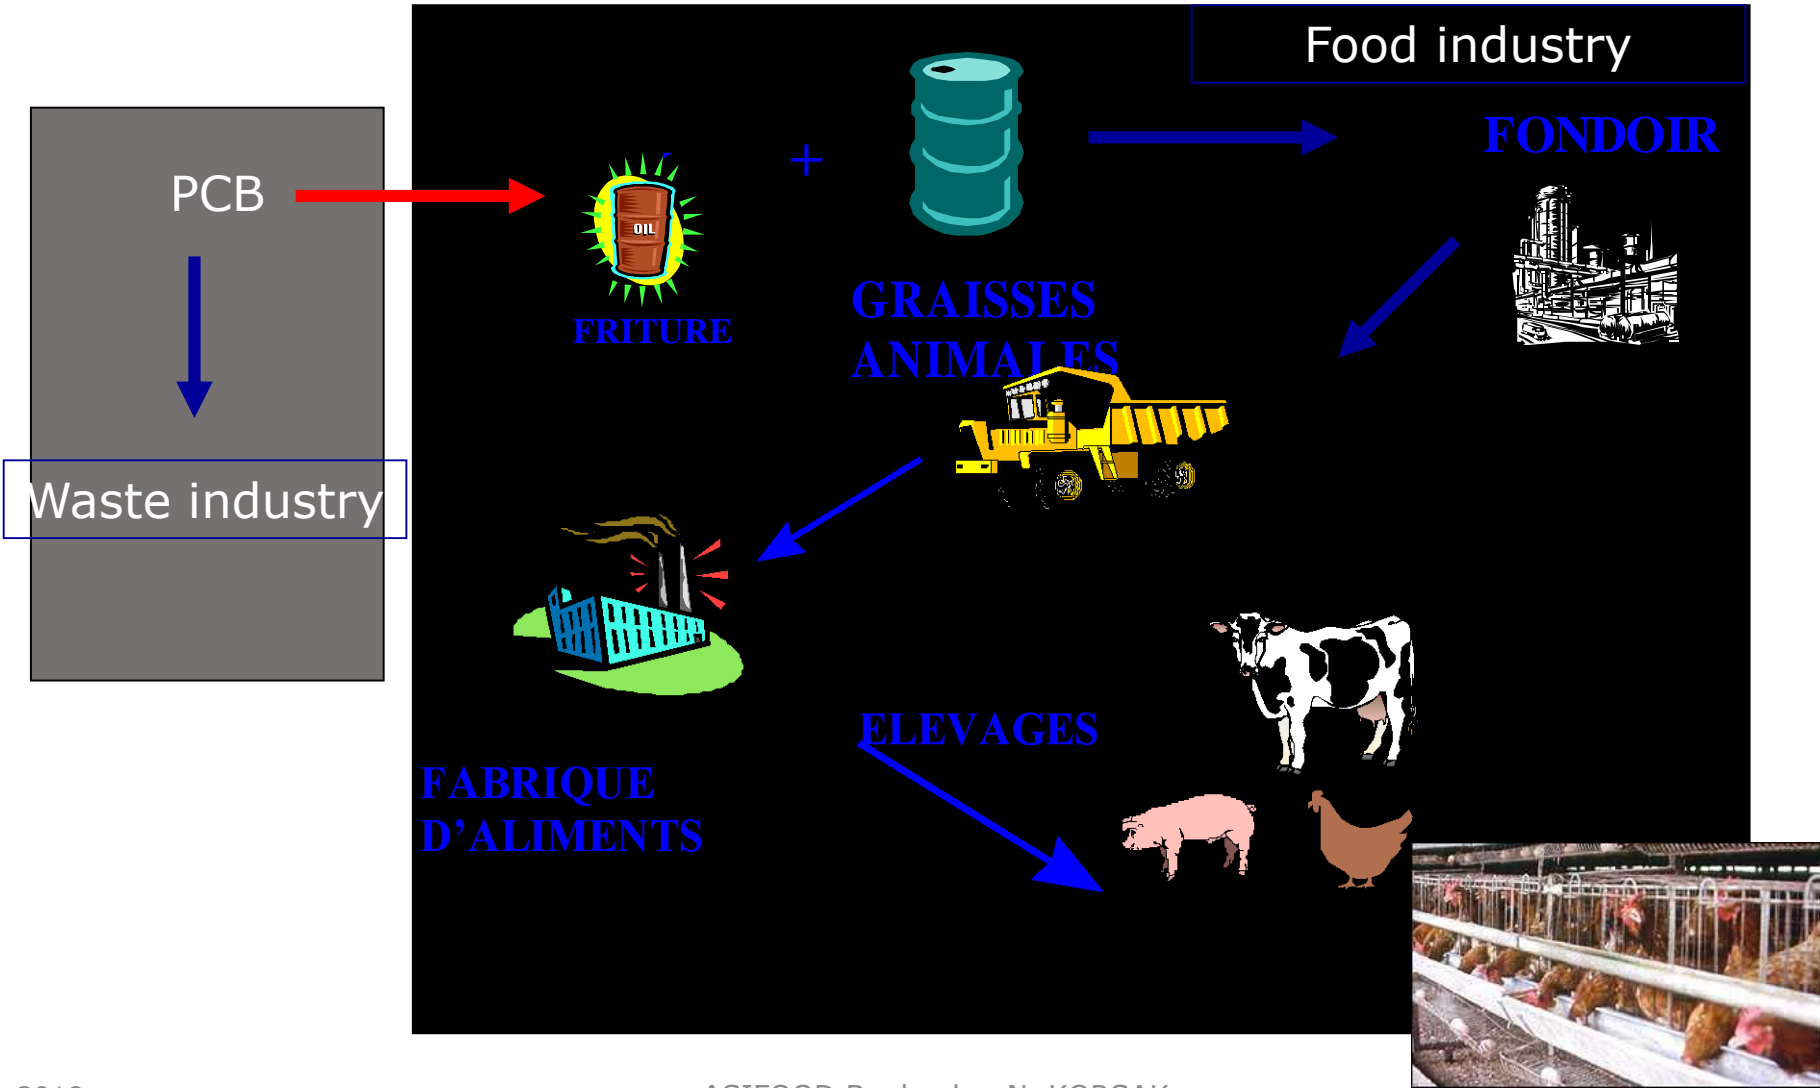 Food industry
FONDOIR
PCB
+
OIL
GRAISSES
ANIMALES
FRITURE
Waste industry
ELEVAGES
FABRIQUE
D’ALIMENTS